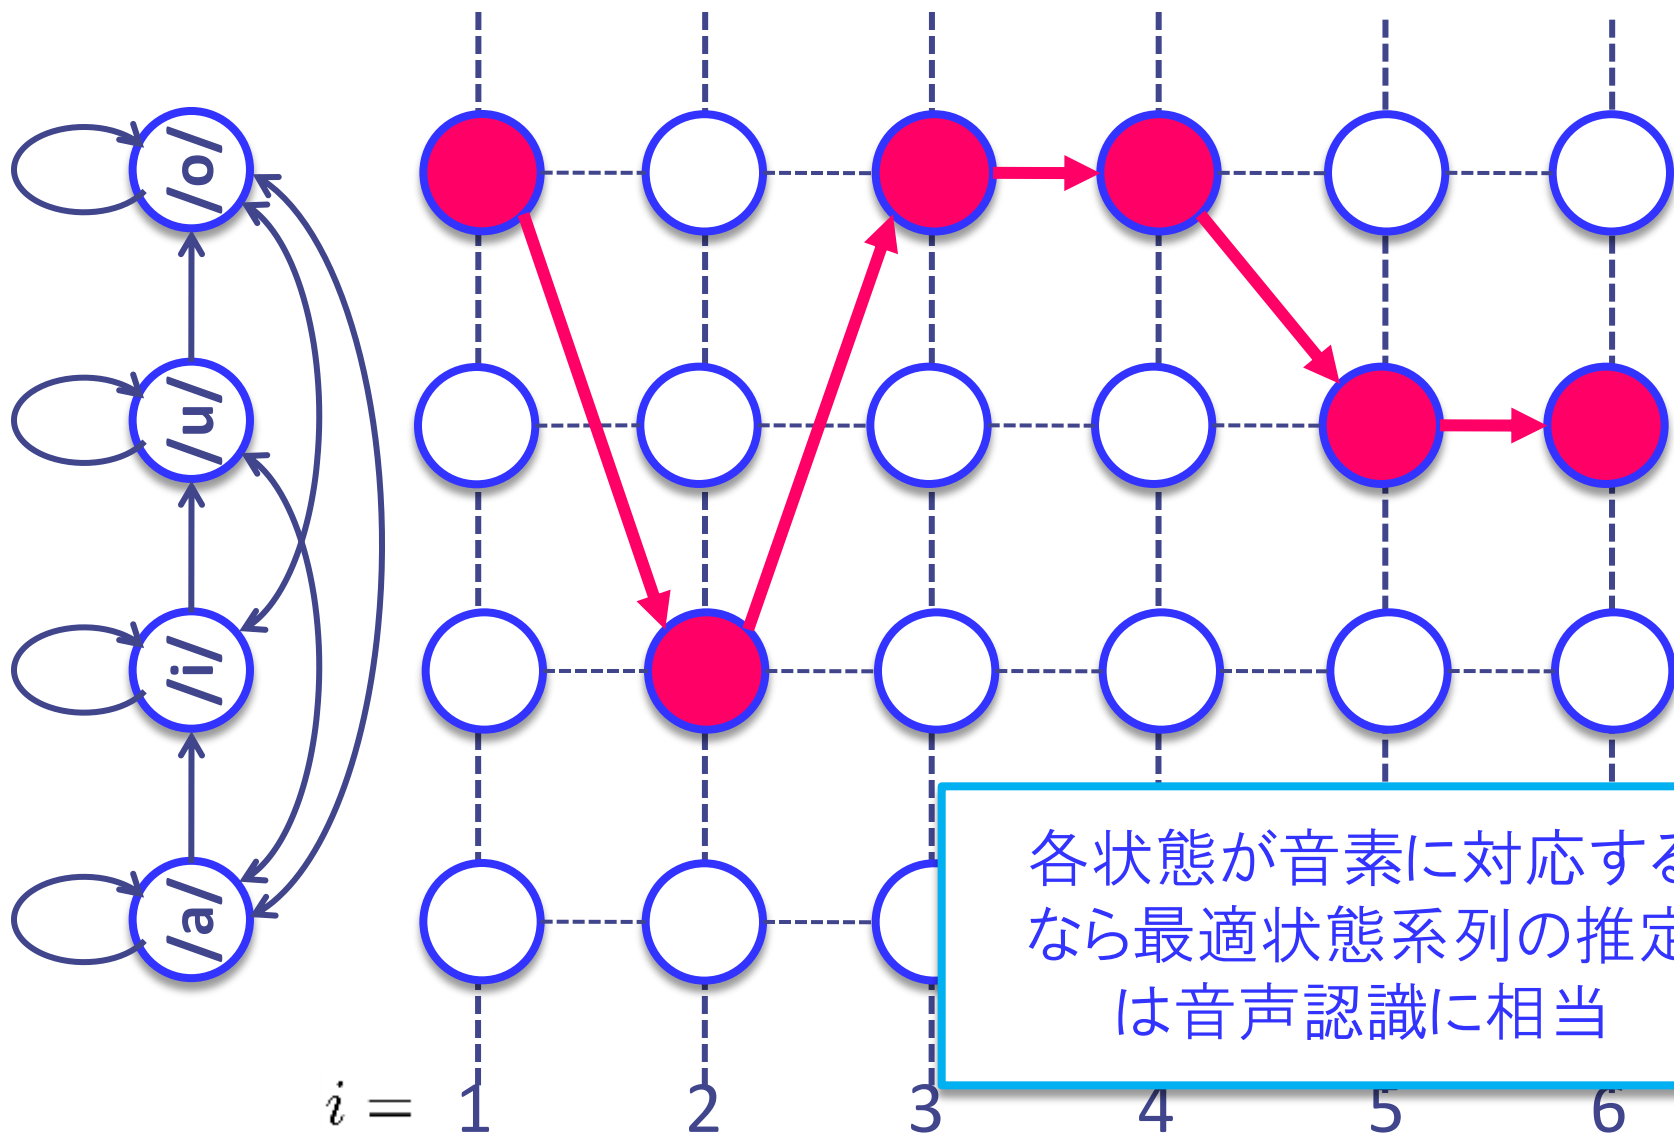 /o/
/u/
/i/
/a/
各状態が音素に対応する
なら最適状態系列の推定
は音声認識に相当
i = 1 2 3 4 5 6